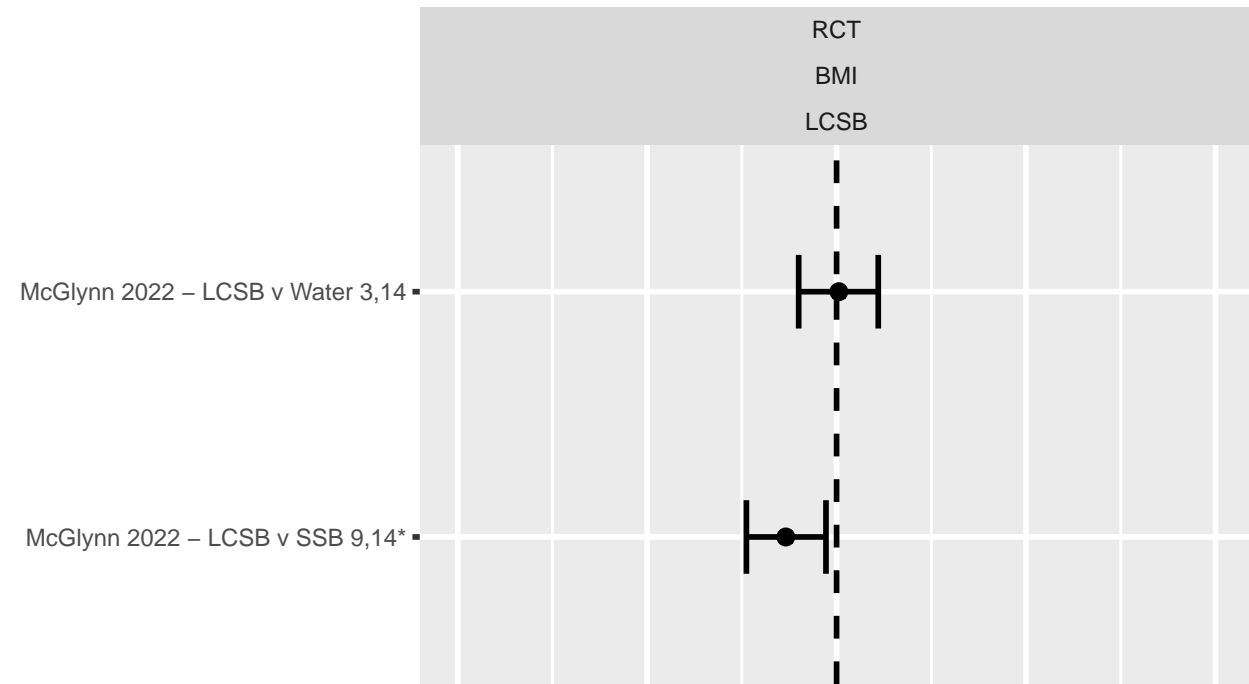 RCT
BMI
LCSB
McGlynn 2022 – LCSB v Water 3,14
McGlynn 2022 – LCSB v SSB 9,14*